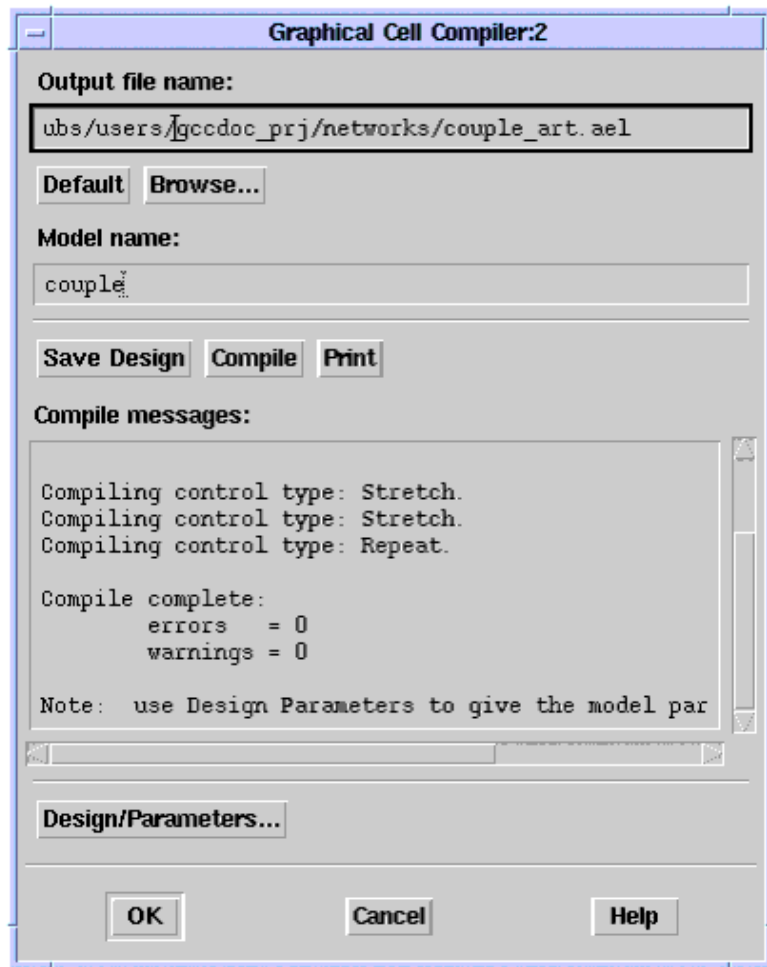 Graphical Cell Compiler:2
Output file name:
ubs/users/gccdoc_prj/networks/couple_art.ael
Default Browse...
Model name:
couple
Save Design Compile Print
Compile messages:
Compiling control type: Stretch.
Compiling control type: Stretch.
Compiling control type: Repeat.
Compile complete:
errors = 0
warnings = 0
Note: use Design Parameters to give the model par
Design/Parameters...
OK Cancel Help